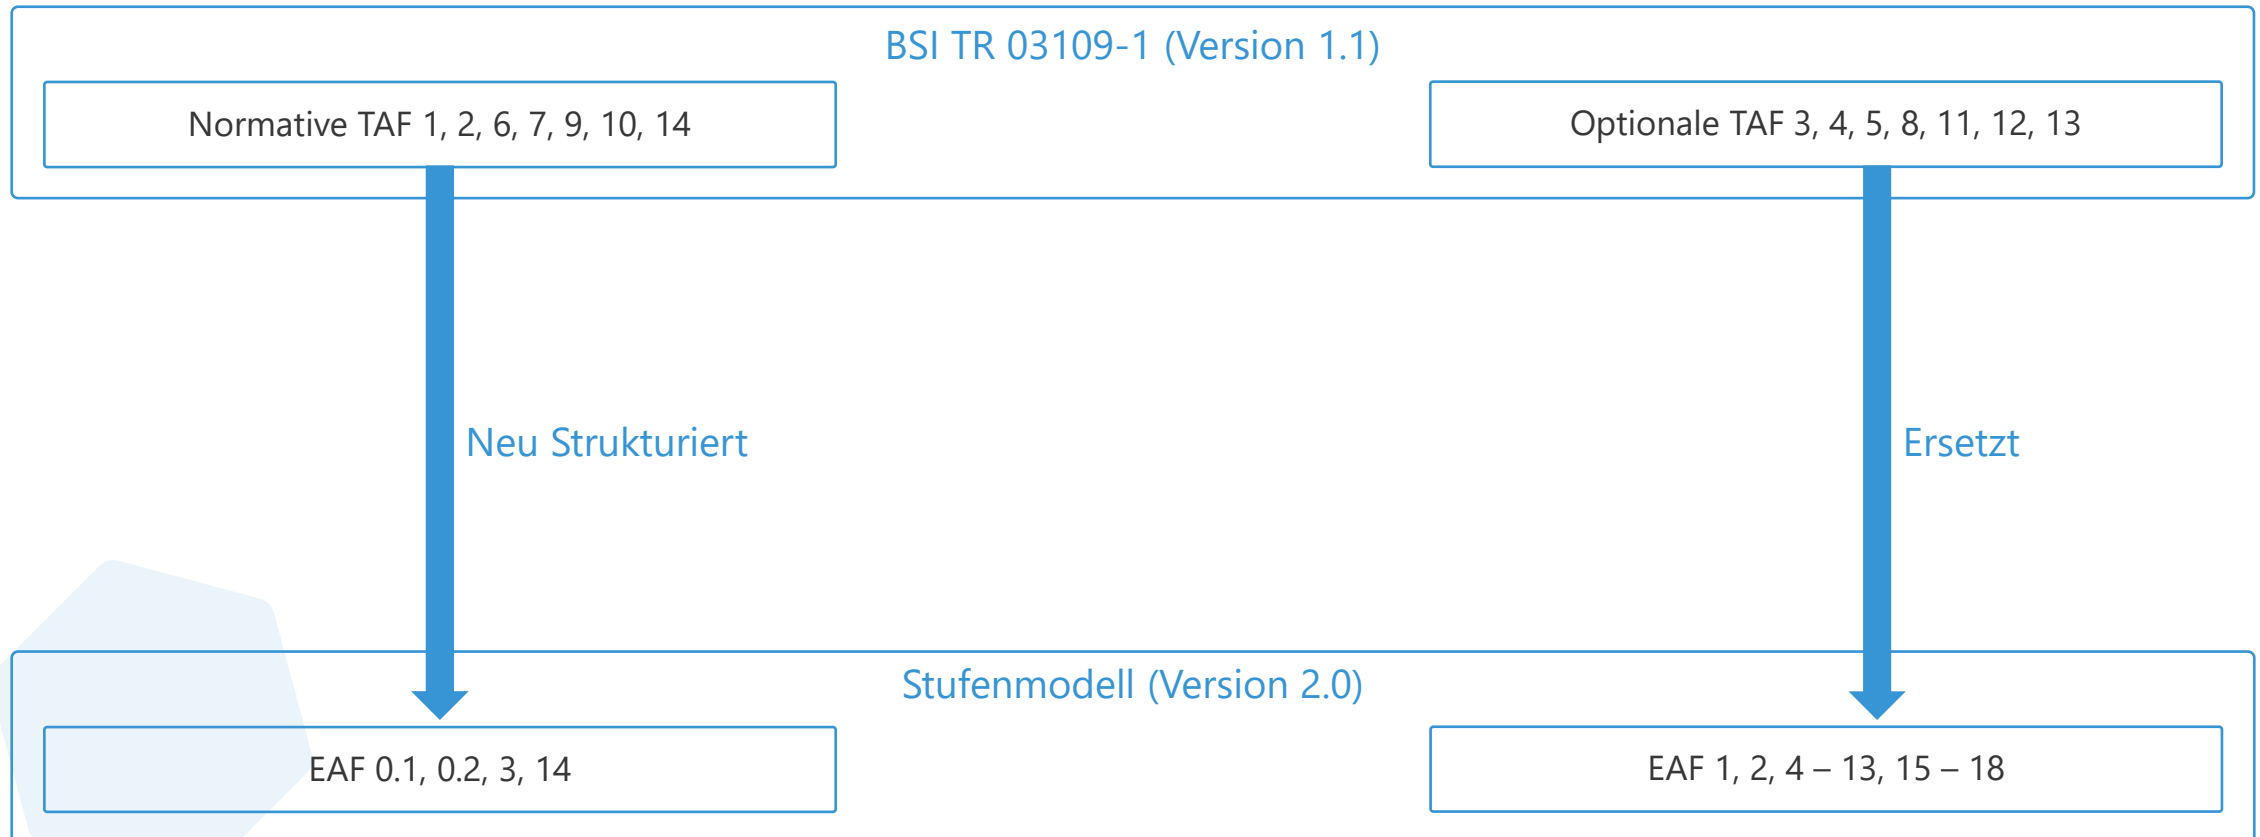 BSI TR 03109-1 (Version 1.1)
Normative TAF 1, 2, 6, 7, 9, 10, 14
Optionale TAF 3, 4, 5, 8, 11, 12, 13
Neu Strukturiert
Ersetzt
Stufenmodell (Version 2.0)
EAF 0.1, 0.2, 3, 14
EAF 1, 2, 4 – 13, 15 – 18